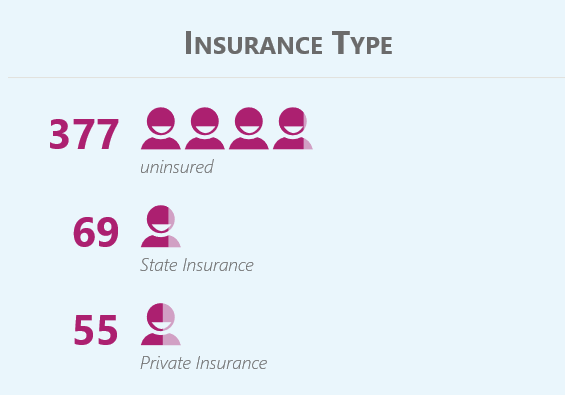 Insurance Type
377
uninsured
69
State Insurance
55
Private Insurance